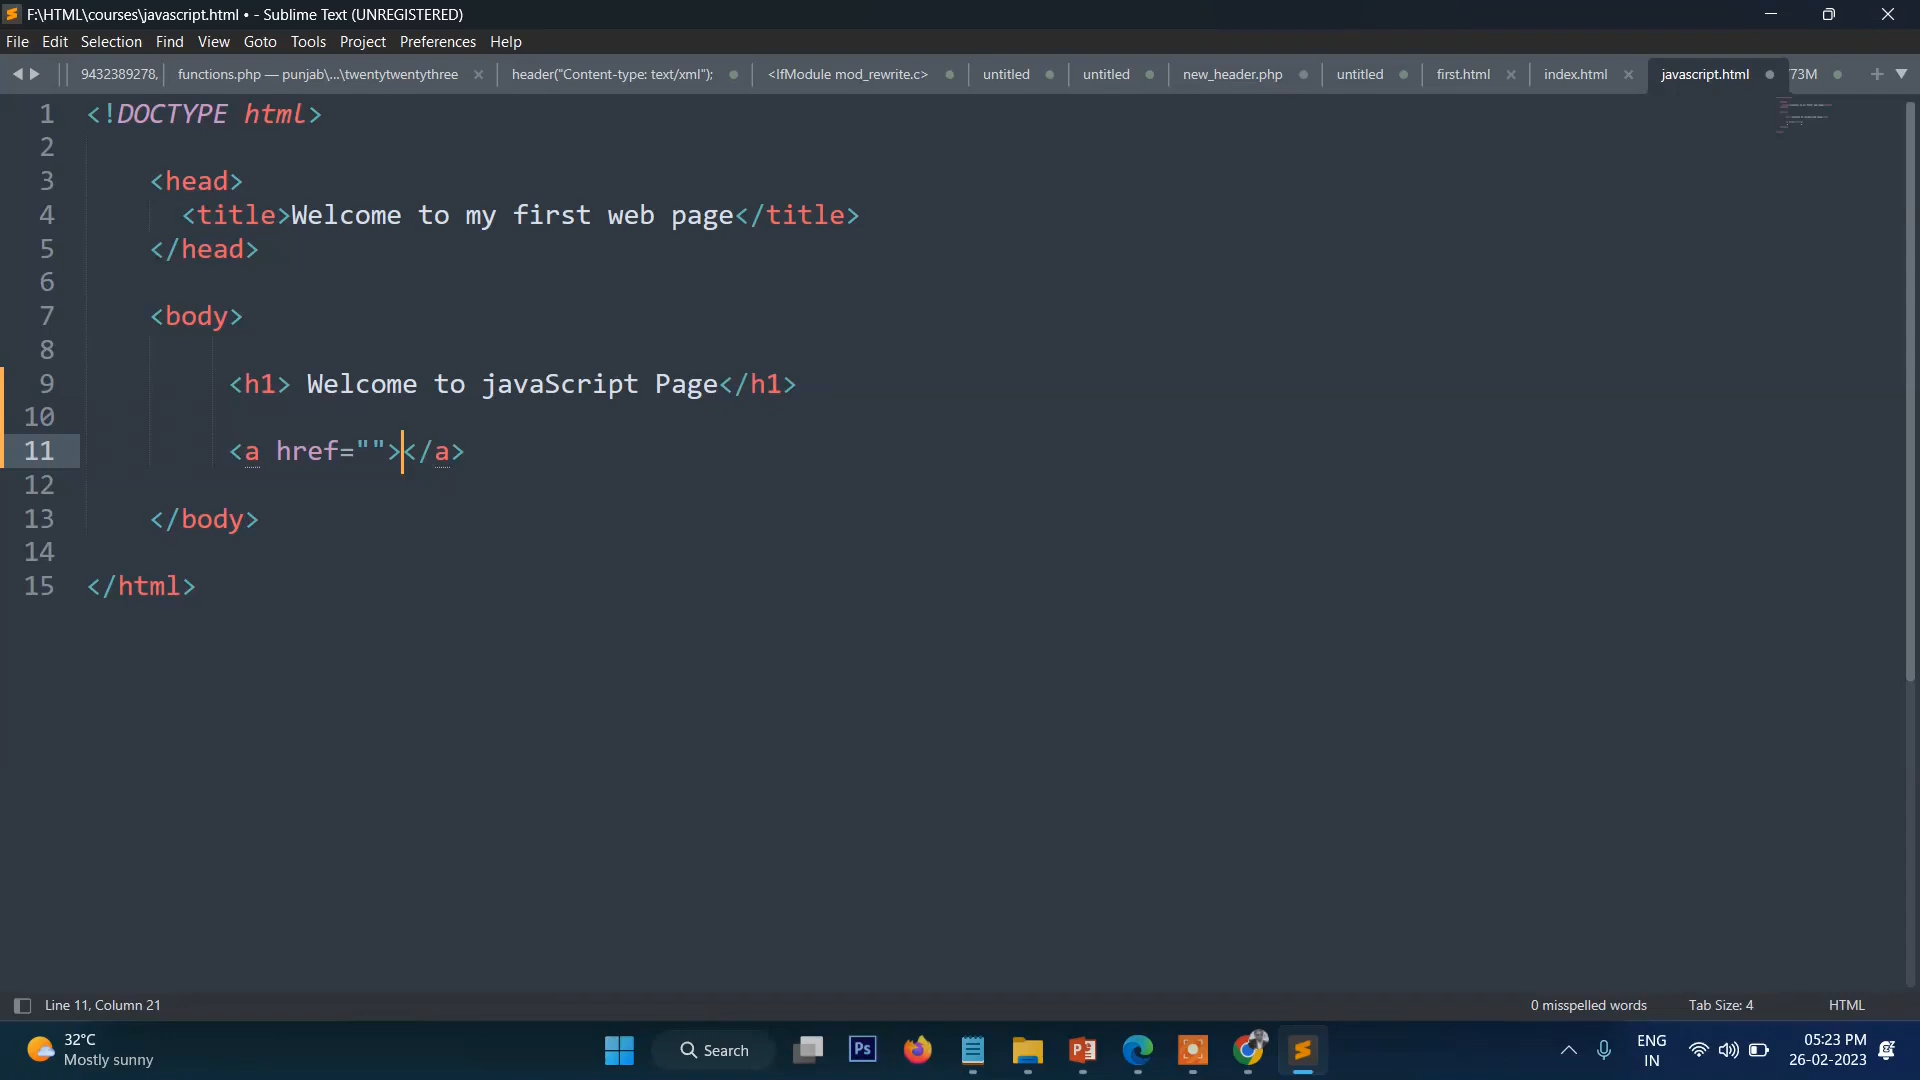 F:\HTML\courses\javascript.html • - Sublime Text (UNREGISTERED)
File Edit Selection Find View Goto Tools Project Preferences Help
9432389278, functions.php — punjab\...\twentytwentythree header("Content-type: text/xml"); <IfModule mod_rewrite.c> untitled untitled new_header.php untitled first.html index.html javascript.html 73M
1 <!DOCTYPE html>
2
3 <head>
4 <title>Welcome to my first web page</title>
5 </head>
6
7 <body>
8
9 <h1> Welcome to javaScript Page</h1>
10
11 <a href=""></a>
12
13 </body>
14
15 </html>
Line 11, Column 21 0 misspelled words Tab Size: 4 HTML
32°C
Mostly sunny
Ps
Search
ENG
IN
05:23 PM
26-02-2023